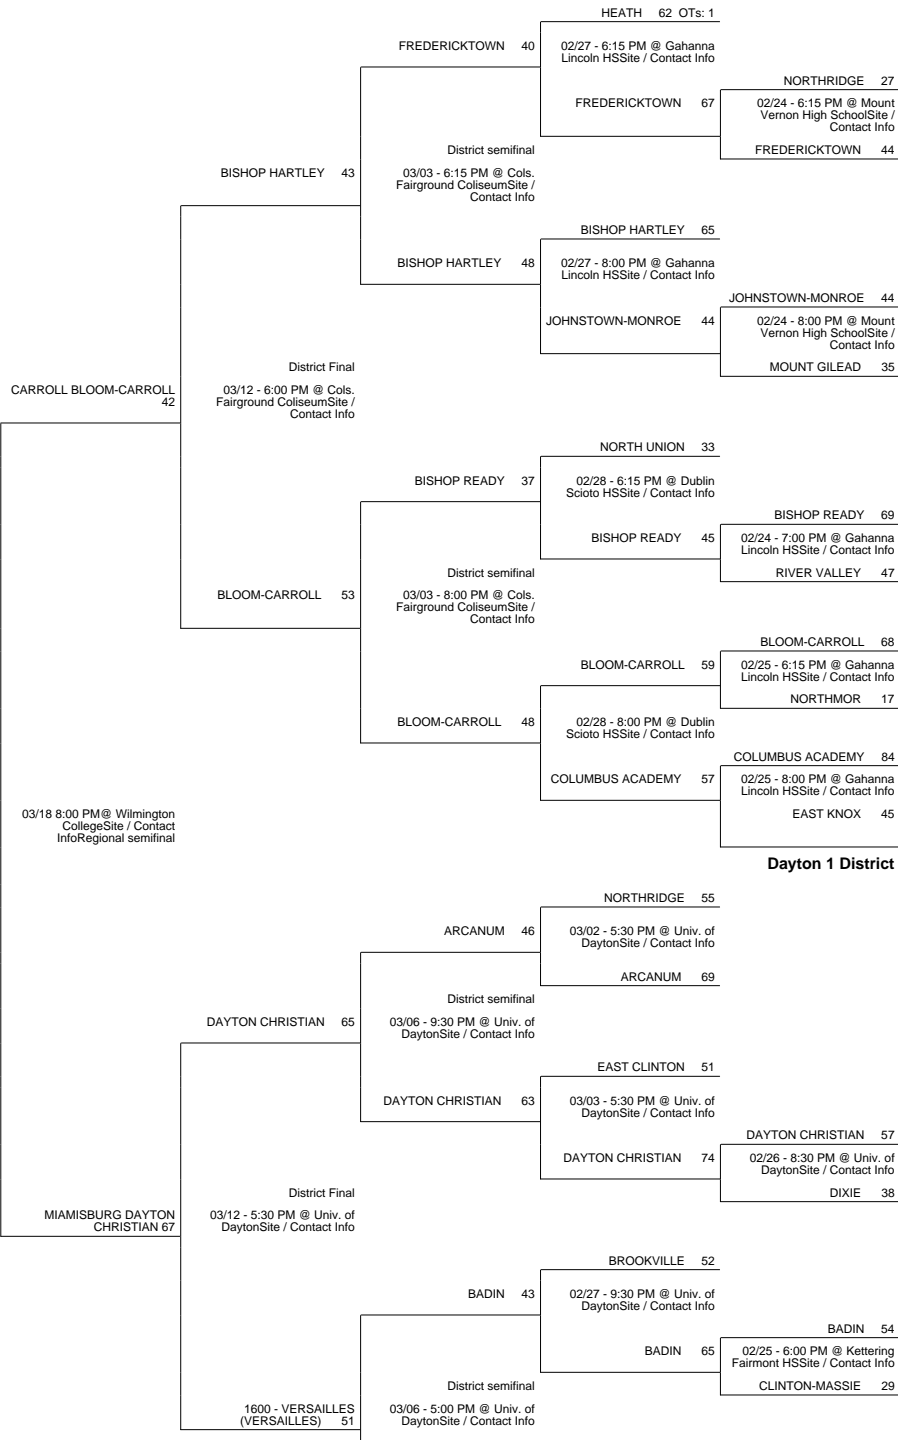 HEATH 62 OTs: 1
FREDERICKTOWN 40
02/27 - 6:15 PM @ Gahanna
Lincoln HSSite / Contact Info
NORTHRIDGE 27
FREDERICKTOWN 67
02/24 - 6:15 PM @ Mount
Vernon High SchoolSite /
Contact Info
FREDERICKTOWN 44
District semifinal
BISHOP HARTLEY 43
03/03 - 6:15 PM @ Cols.
Fairground ColiseumSite /
Contact Info
BISHOP HARTLEY 65
BISHOP HARTLEY 48
02/27 - 8:00 PM @ Gahanna
Lincoln HSSite / Contact Info
JOHNSTOWN-MONROE 44
JOHNSTOWN-MONROE 44
02/24 - 8:00 PM @ Mount
Vernon High SchoolSite /
Contact Info
MOUNT GILEAD 35
District Final
CARROLL BLOOM-CARROLL
42
03/12 - 6:00 PM @ Cols.
Fairground ColiseumSite /
Contact Info
NORTH UNION 33
BISHOP READY 37
02/28 - 6:15 PM @ Dublin
Scioto HSSite / Contact Info
BISHOP READY 69
BISHOP READY 45
02/24 - 7:00 PM @ Gahanna
Lincoln HSSite / Contact Info
RIVER VALLEY 47
District semifinal
BLOOM-CARROLL 53
03/03 - 8:00 PM @ Cols.
Fairground ColiseumSite /
Contact Info
BLOOM-CARROLL 68
BLOOM-CARROLL 59
02/25 - 6:15 PM @ Gahanna
Lincoln HSSite / Contact Info
NORTHMOR 17
BLOOM-CARROLL 48
02/28 - 8:00 PM @ Dublin
Scioto HSSite / Contact Info
COLUMBUS ACADEMY 84
COLUMBUS ACADEMY 57
02/25 - 8:00 PM @ Gahanna
Lincoln HSSite / Contact Info
EAST KNOX 45
03/18 8:00 PM@ Wilmington
CollegeSite / Contact
InfoRegional semifinal
Dayton 1 District
NORTHRIDGE 55
ARCANUM 46
03/02 - 5:30 PM @ Univ. of
DaytonSite / Contact Info
ARCANUM 69
District semifinal
DAYTON CHRISTIAN 65
03/06 - 9:30 PM @ Univ. of
DaytonSite / Contact Info
EAST CLINTON 51
DAYTON CHRISTIAN 63
03/03 - 5:30 PM @ Univ. of
DaytonSite / Contact Info
DAYTON CHRISTIAN 57
DAYTON CHRISTIAN 74
02/26 - 8:30 PM @ Univ. of
DaytonSite / Contact Info
DIXIE 38
District Final
MIAMISBURG DAYTON
CHRISTIAN 67
03/12 - 5:30 PM @ Univ. of
DaytonSite / Contact Info
BROOKVILLE 52
BADIN 43
02/27 - 9:30 PM @ Univ. of
DaytonSite / Contact Info
BADIN 54
BADIN 65
02/25 - 6:00 PM @ Kettering
Fairmont HSSite / Contact Info
CLINTON-MASSIE 29
District semifinal
1600 - VERSAILLES
(VERSAILLES) 51
03/06 - 5:00 PM @ Univ. of
DaytonSite / Contact Info